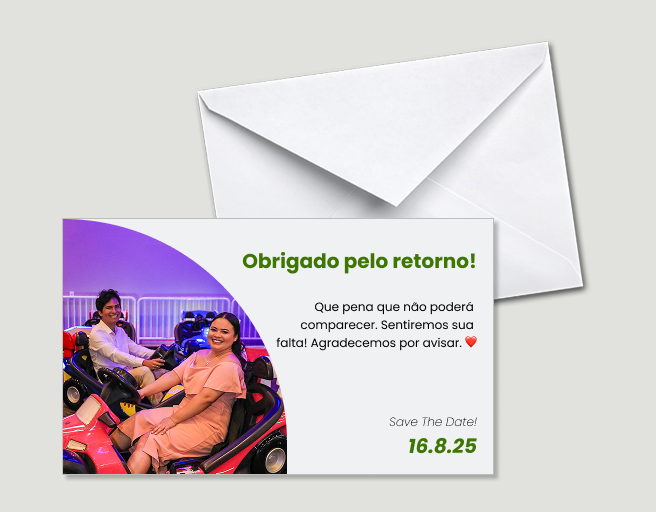 Obrigado pelo retorno!
Que pena que não poderá
comparecer. Sentiremos sua
falta! Agradecemos por avisar. ❤️
Save The Date!
16.8.25